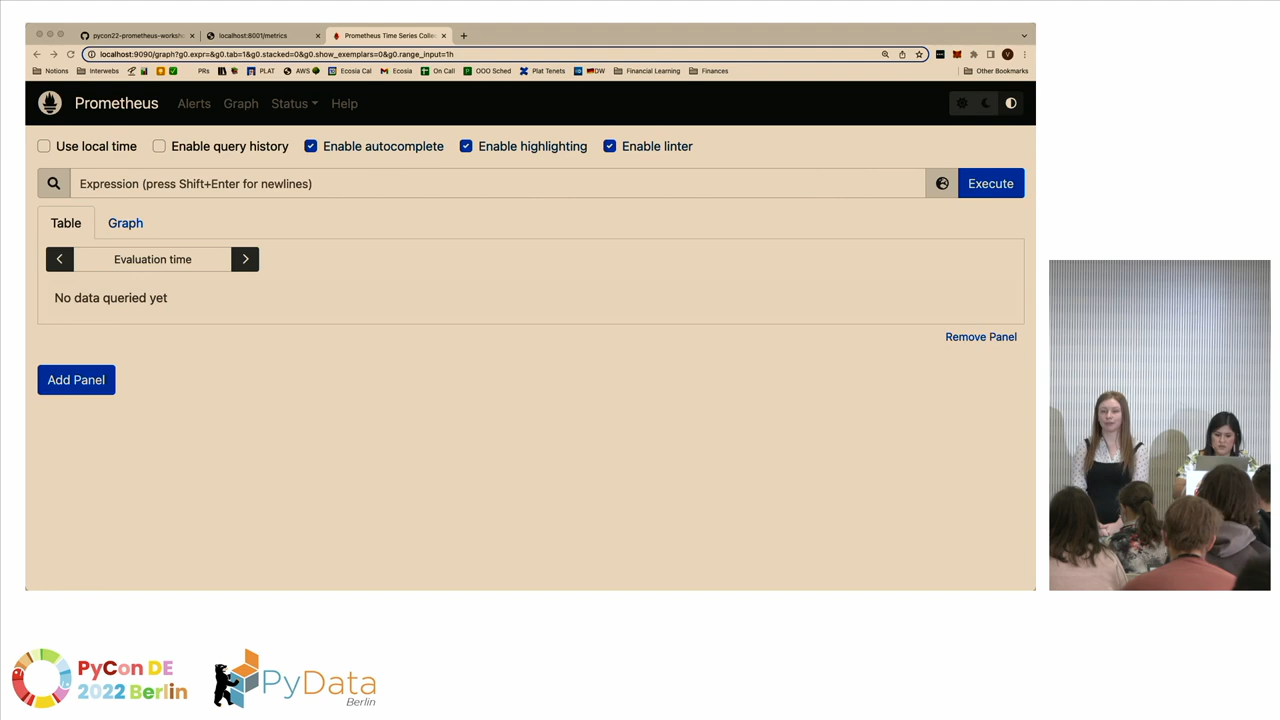 pycon22-prometheus-worksho
localhost:8001/metrics
Prometheus Time Series Collec
localhost:9090/graph?g0.expr=&g0.tab=1&g0.stacked=0&g0.show_exemplars=0&g0.range_input=1h
Notions Interwebs PRs PLAT AWS Ecosia Cal Ecosia On Call OOO Sched Plat Tenets DW Financial Learning Finances Other Bookmarks
Prometheus Alerts Graph Status Help
Use local time Enable query history Enable autocomplete Enable highlighting Enable linter
Expression (press Shift+Enter for newlines) Execute
Table Graph
Evaluation time
No data queried yet
Remove Panel
Add Panel
PyCon DE
2022 Berlin
PyData
Berlin